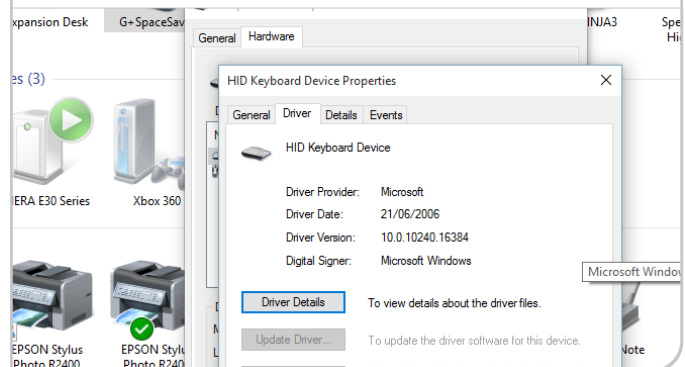 xpansion Desk
G+SpaceSav
INJA3
Spe
Hi
General
Hardware
es (3)
HID Keyboard Device Properties
General
Driver
Details
Events
HID Keyboard Device
Driver Provider:
Microsoft
Driver Date:
21/06/2006
Driver Version:
10.0.10240.16384
Digital Signer:
Microsoft Windows
Microsoft Window
IERA E30 Series
Xbox 360
Driver Details
To view details about the driver files.
Update Driver...
To update the driver software for this device.
EPSON Stylus
Photo R2400
EPSON Stylu
Photo R240
Note